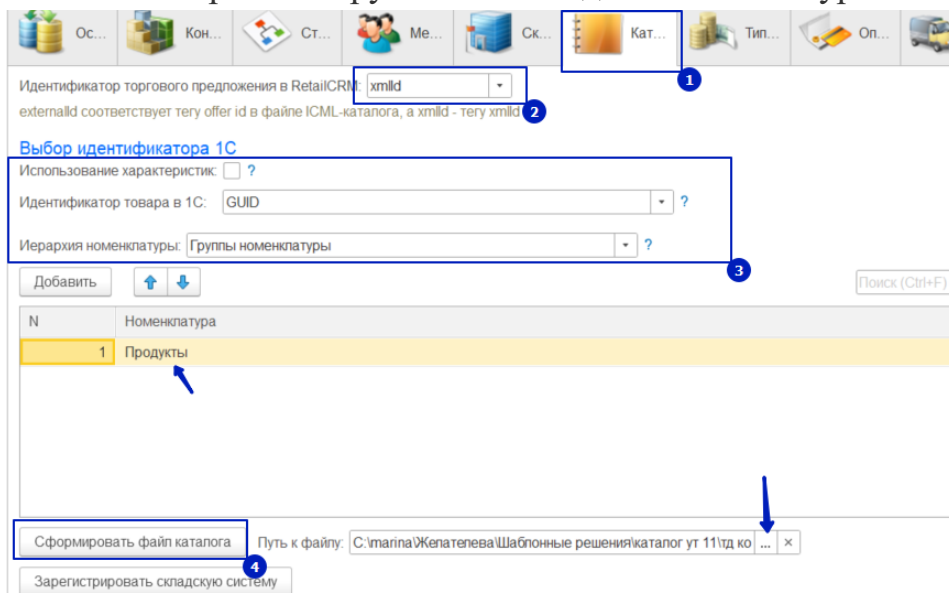 Ос... Кон... Ст... Ме... Ск... Кат... Тип... Оп...
1
Идентификатор торгового предложения в RetailCRM: xmlId
externalId соответствует тегу offer id в файле ICML-каталога, а xmlId - тегу xmlId
2
Выбор идентификатора 1С
Использование характеристик: ?
Идентификатор товара в 1С: GUID ?
Иерархия номенклатуры: Группы номенклатуры ?
3
Добавить Поиск (Ctrl+F)
N Номенклатура
1 Продукты
Сформировать файл каталога Путь к файлу: C:\marina\Желателева\Шаблонные решения\каталог ут 11\тд ко ... ×
4
Зарегистрировать складскую систему